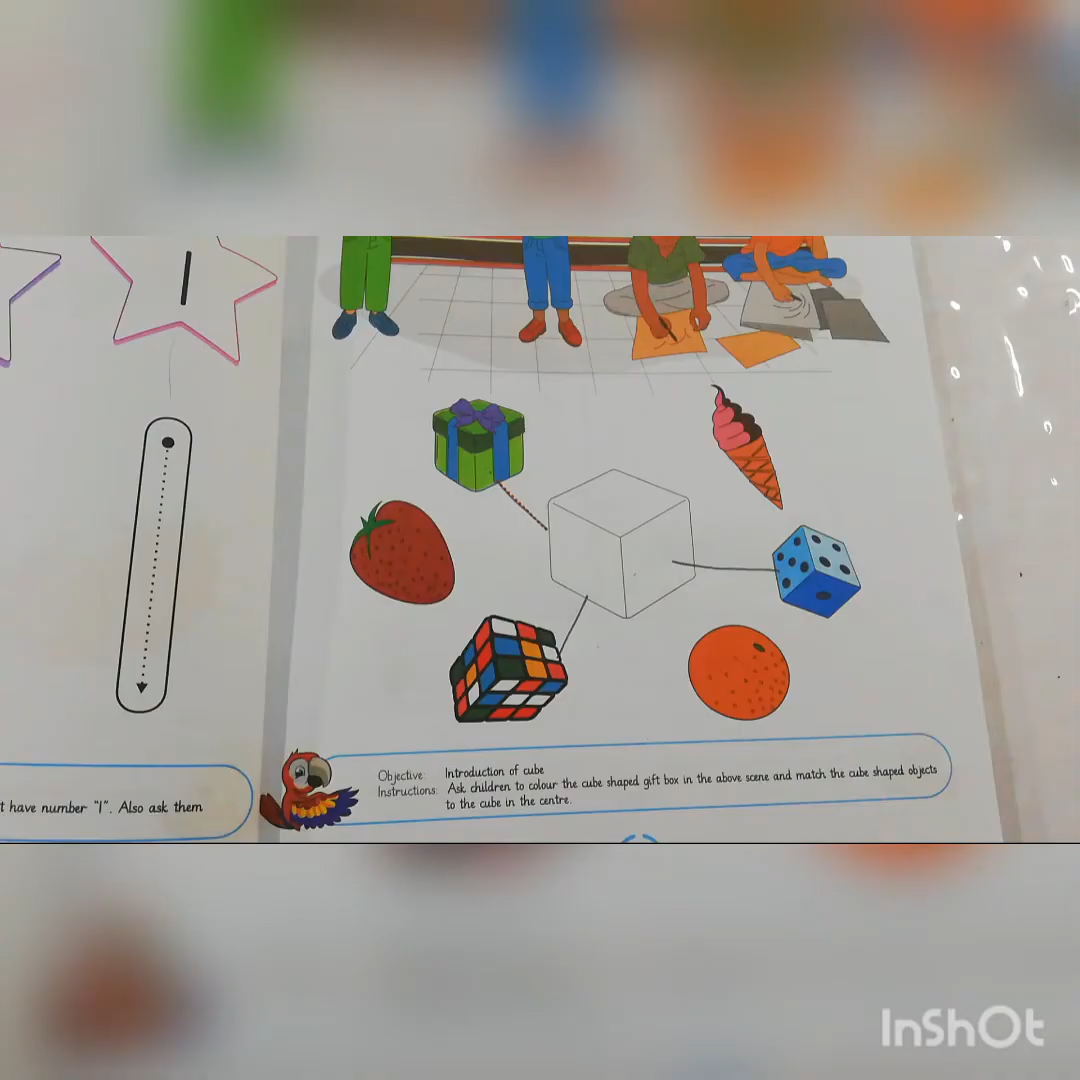 1
t have number "1". Also ask them
Objective: Introduction of cube
Instructions: Ask children to colour the cube shaped gift box in the above scene and match the cube shaped objects
to the cube in the centre.
InShOt